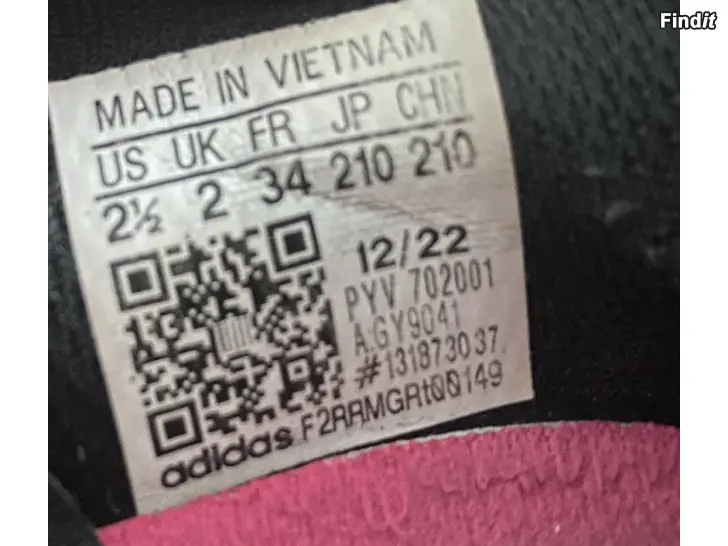 Findit
MADE IN VIETNAM
US UK FR JP CHN
2½ 2 34 210 210
12/22
PYV 702001
A.GY9041
#131873037
adidas F2RRMGRt00149